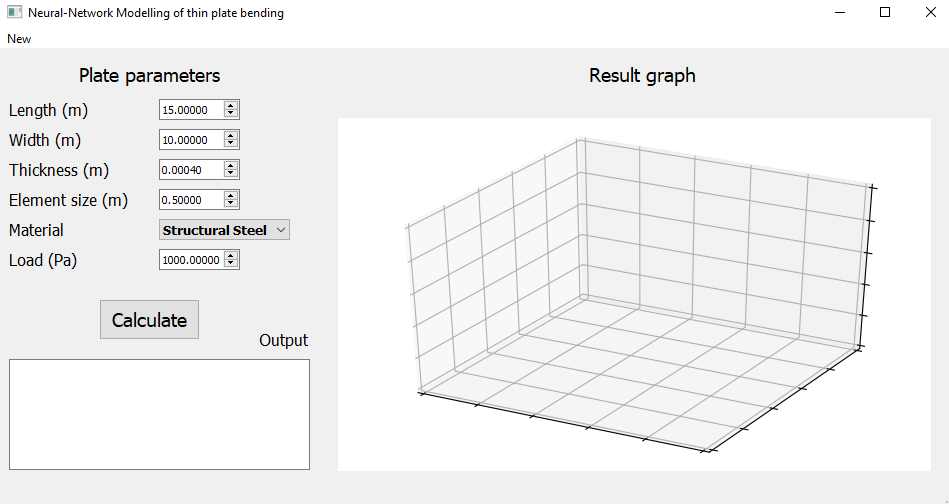 Neural-Network Modelling of thin plate bending
New
Plate parameters
Length (m) 15.00000
Width (m) 10.00000
Thickness (m) 0.00040
Element size (m) 0.50000
Material Structural Steel
Load (Pa) 1000.00000
Calculate
Output
Result graph